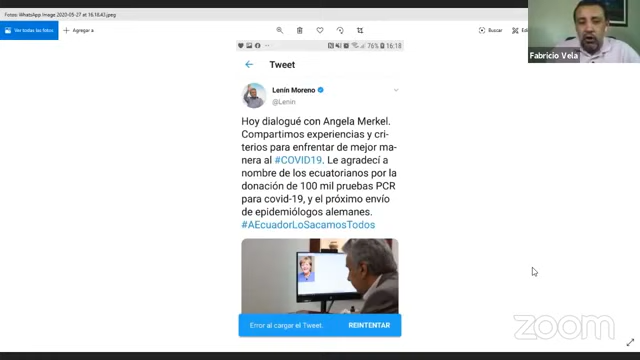 Fotos: WhatsApp Image 2020-05-27 at 16.18.43.jpeg
Ver todas las fotos
Agregar a
Buscar
76% 16:18
Tweet
Lenín Moreno
@Lenin
Hoy dialogué con Angela Merkel.
Compartimos experiencias y cri-
terios para enfrentar de mejor ma-
nera al #COVID19. Le agradecí a
nombre de los ecuatorianos por la
donación de 100 mil pruebas PCR
para covid-19, y el próximo envío
de epidemiólogos alemanes.
#AEcuadorLoSacamosTodos
Error al cargar el Tweet.
REINTENTAR
Fabricio Vela
zoom